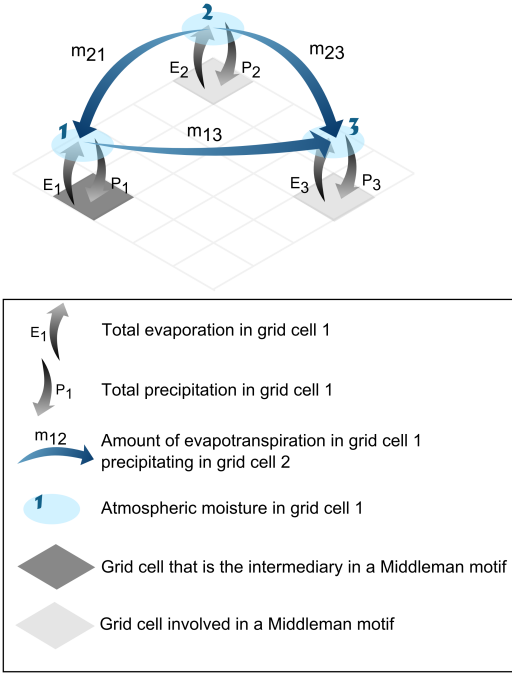 2
m21
m23
E2
P2
1
m13
3
E1
P1
E3
P3
E1
Total evaporation in grid cell 1
P1
Total precipitation in grid cell 1
m12
Amount of evapotranspiration in grid cell 1
precipitating in grid cell 2
1
Atmospheric moisture in grid cell 1
Grid cell that is the intermediary in a Middleman motif
Grid cell involved in a Middleman motif